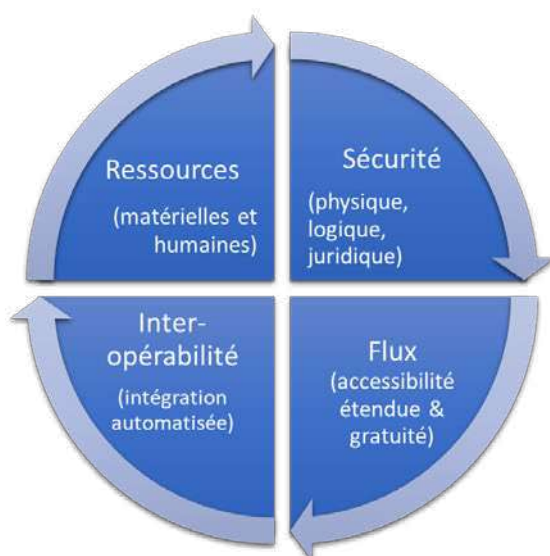 Ressources
(matérielles et
humaines)
Sécurité
(physique,
logique,
juridique)
Inter-
opérabilité
(intégration
automatisée)
Flux
(accessibilité
étendue &
gratuité)